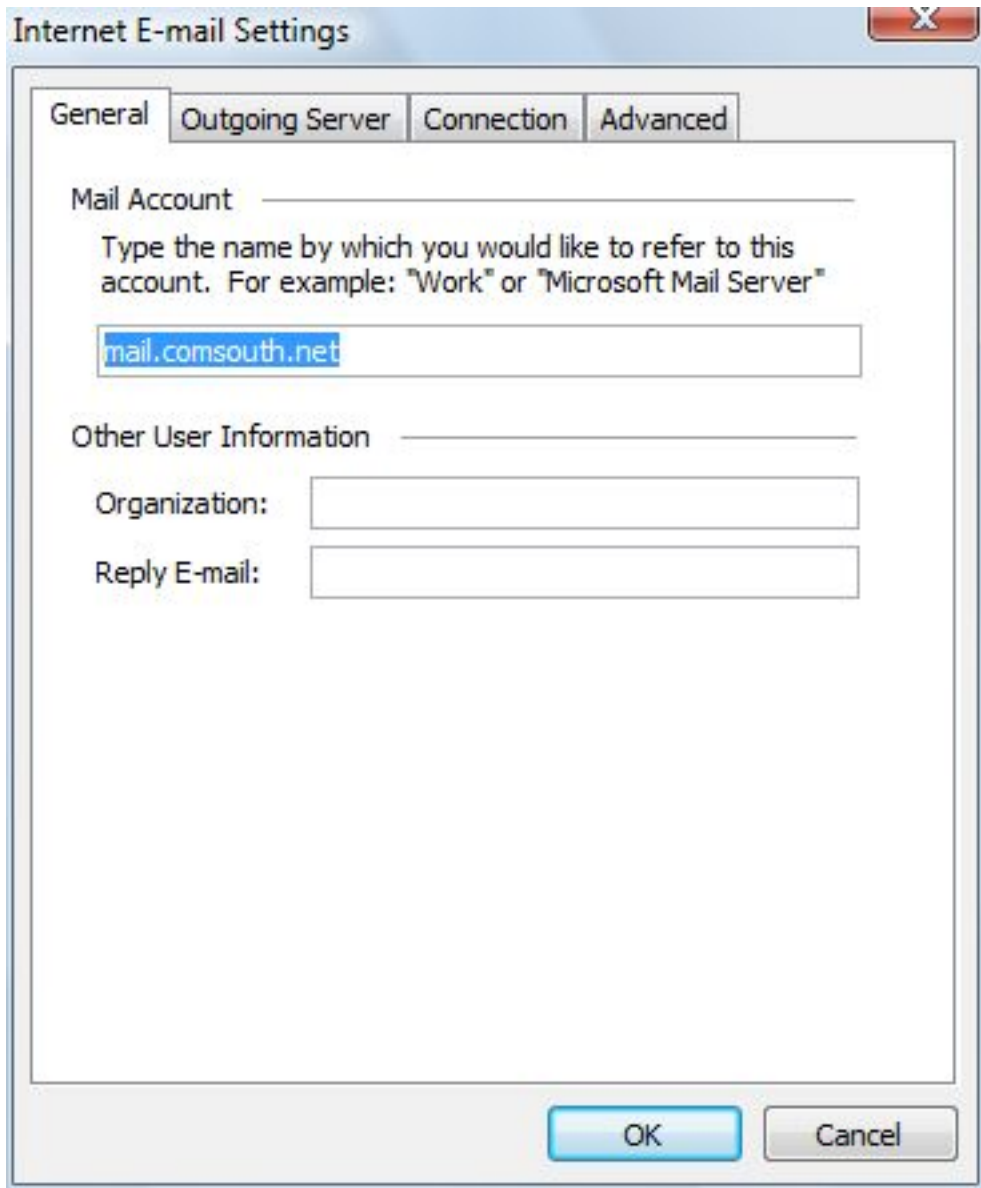 Internet E-mail Settings
X
General Outgoing Server Connection Advanced
Mail Account
Type the name by which you would like to refer to this
account. For example: "Work" or "Microsoft Mail Server"
mail.comsouth.net
Other User Information
Organization:
Reply E-mail:
OK Cancel